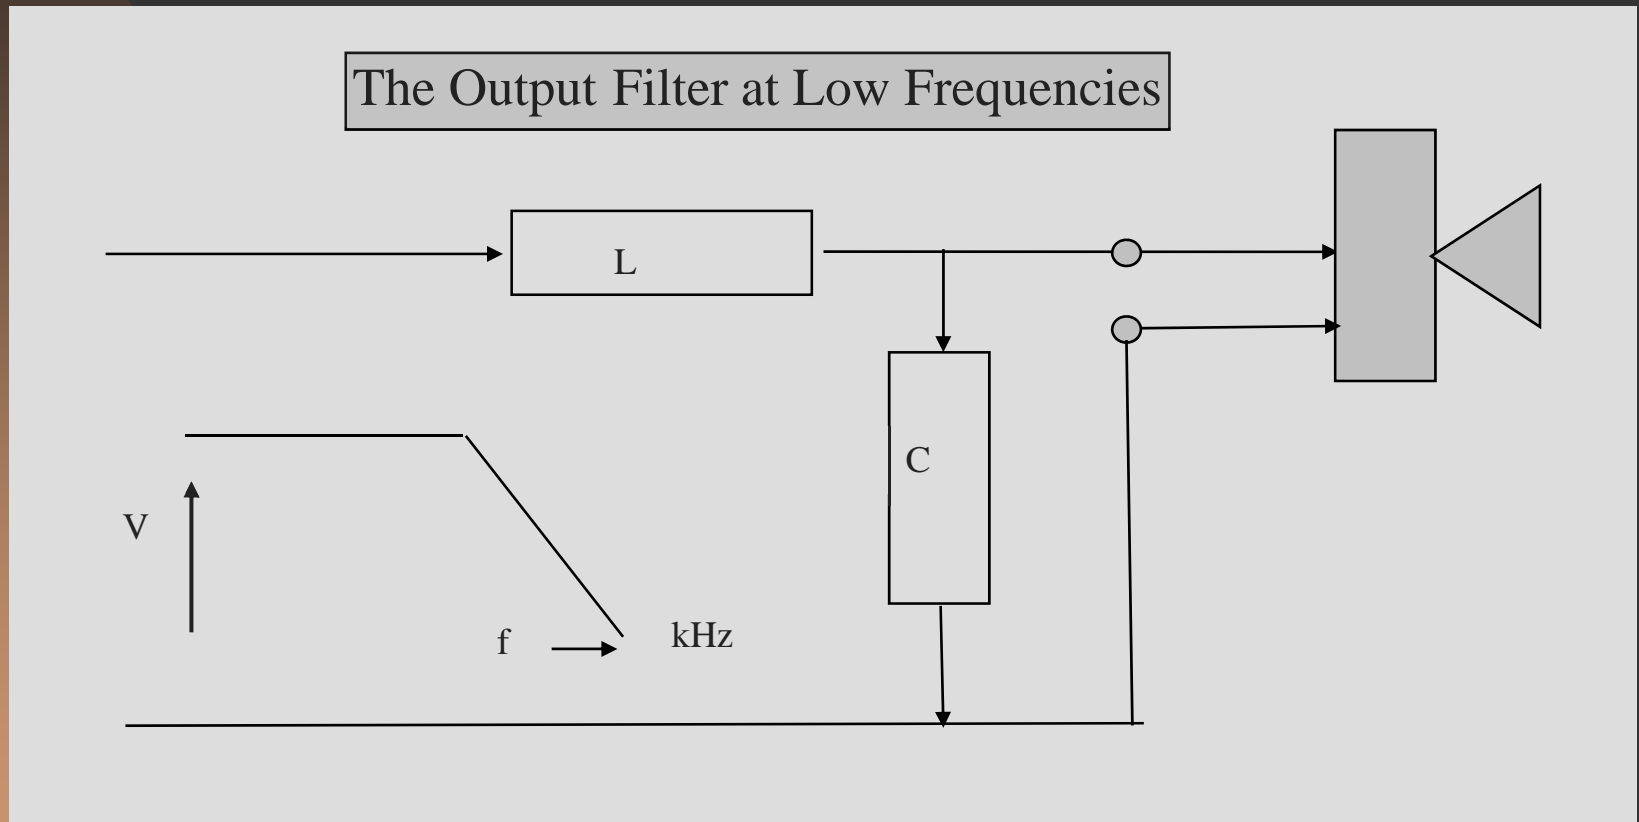 The Output Filter at Low Frequencies
L
C
V
f
kHz